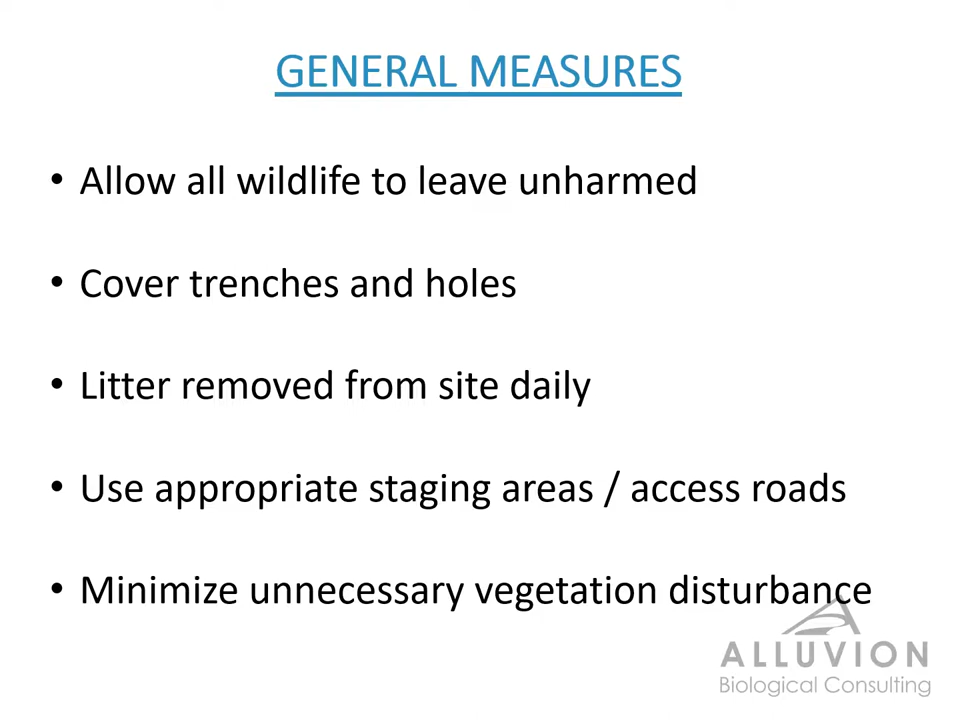 GENERAL MEASURES
• Allow all wildlife to leave unharmed
• Cover trenches and holes
• Litter removed from site daily
• Use appropriate staging areas / access roads
• Minimize unnecessary vegetation disturbance
ALLUVION
Biological Consulting